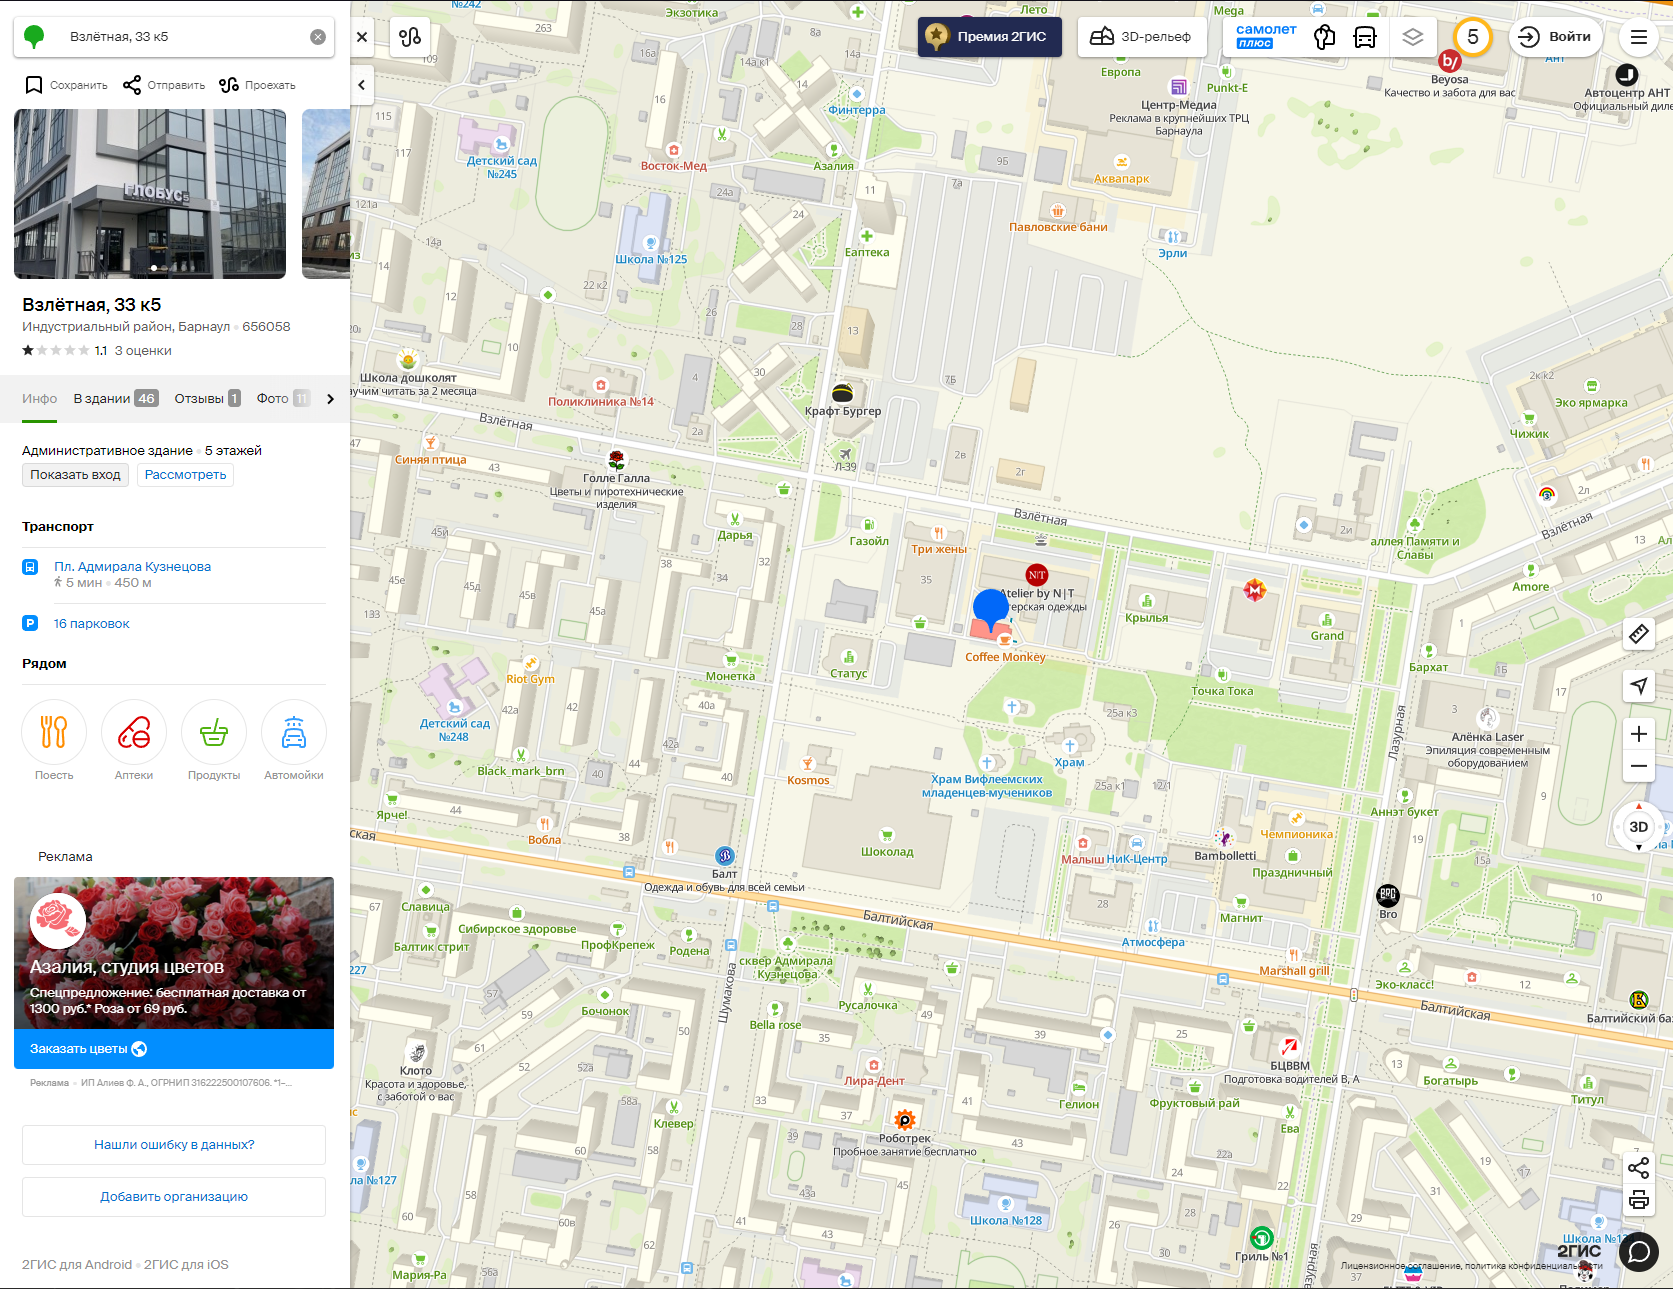 Взлётная, 33 к5
Сохранить
Отправить
Проехать
ГЛОБУС
Взлётная, 33 к5
Индустриальный район, Барнаул 656058
1.1 3 оценки
Инфо
В здании 46
Отзывы 1
Фото 11
Административное здание 5 этажей
Показать вход
Рассмотреть
Транспорт
Пл. Адмирала Кузнецова
5 мин 450 м
16 парковок
Рядом
Поесть
Аптеки
Продукты
Автомойки
Реклама
Азалия, студия цветов
Спецпредложение: бесплатная доставка от
1300 руб.* Роза от 69 руб.
Заказать цветы
Реклама ИП Алиев Ф. А., ОГРНИП 316222500107606. *1–...
Нашли ошибку в данных?
Добавить организацию
2ГИС для Android 2ГИС для iOS
Премия 2ГИС
3D-рельеф
самолет
плюс
5
Войти
№242
Экзотика
Лето
Mega
Европа
Punkt-E
Центр-Медиа
Реклама в крупнейших ТРЦ
Барнаула
Beyosa
Качество и забота для вас
АНТ
Автоцентр АНТ
Официальный диле
Финтерра
Детский сад
№245
Восток-Мед
Азалия
Аквапарк
Павловские бани
Эрли
Школа №125
Еаптека
Школа дошколят
аучим читать за 2 месяца
Поликлиника №14
Крафт Бургер
Эко ярмарка
Чижик
Взлётная
Синяя птица
Голле Галла
Цветы и пиротехнические
изделия
Л-39
Взлётная
Взлётная
Дарья
Газойл
Три жены
аллея Памяти и
Славы
Amore
Atelier by N|T
терская одежды
Крылья
Grand
Coffee Monkey
Бархат
Монетка
Статус
Riot Gym
Точка Тока
Детский сад
№248
Лазурная
Алёнка Laser
Эпиляция современным
оборудованием
Black_mark_brn
Kosmos
Храм
Храм Вифлеемских
младенцев-мучеников
Аннэт букет
Ярче!
Вобла
Шоколад
Чемпионика
Малыш
НиК-Центр
Bambolletti
Праздничный
3D
ская
Балт
Одежда и обувь для всей семьи
Bro
Славица
Сибирское здоровье
Балтик стрит
ПрофКрепеж
Родена
Балтийская
Магнит
Атмосфера
Marshall grill
Эко-класс!
сквер Адмирала
Кузнецова
Шумакова
Русалочка
Балтийская
Балтийский ба
Бочонок
Bella rose
Клото
Красота и здоровье,
с заботой о вас
Лира-Дент
БЦВВМ
Подготовка водителей В, А
Богатырь
Титул
Гелион
Фруктовый рай
Клевер
Ева
Роботрек
Пробное занятие бесплатно
ла №127
Школа №128
Гриль №1
Мария-Ра
2ГИС
Лицензионное соглашение, политика конфиденциальности